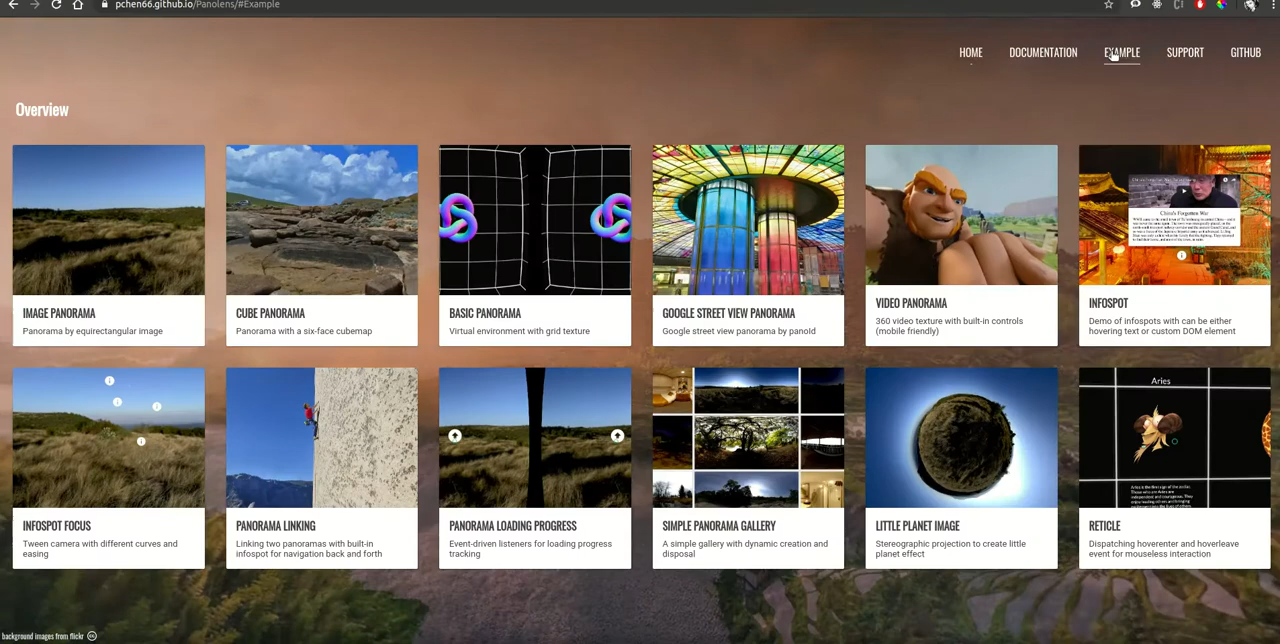 pchen66.github.io/Panolens/#Example
HOME DOCUMENTATION EXAMPLE SUPPORT GITHUB
Overview
China's Forgotten War
IMAGE PANORAMA
Panorama by equirectangular image
CUBE PANORAMA
Panorama with a six-face cubemap
BASIC PANORAMA
Virtual environment with grid texture
GOOGLE STREET VIEW PANORAMA
Google street view panorama by panoId
VIDEO PANORAMA
360 video texture with built-in controls
(mobile friendly)
INFOSPOT
Demo of infospots with can be either
hovering text or custom DOM element
Aries
INFOSPOT FOCUS
Tween camera with different curves and
easing
PANORAMA LINKING
Linking two panoramas with built-in
infospot for navigation back and forth
PANORAMA LOADING PROGRESS
Event-driven listeners for loading progress
tracking
SIMPLE PANORAMA GALLERY
A simple gallery with dynamic creation and
disposal
LITTLE PLANET IMAGE
Stereographic projection to create little
planet effect
RETICLE
Dispatching hoverenter and hoverleave
event for mouseless interaction
background images from flickr